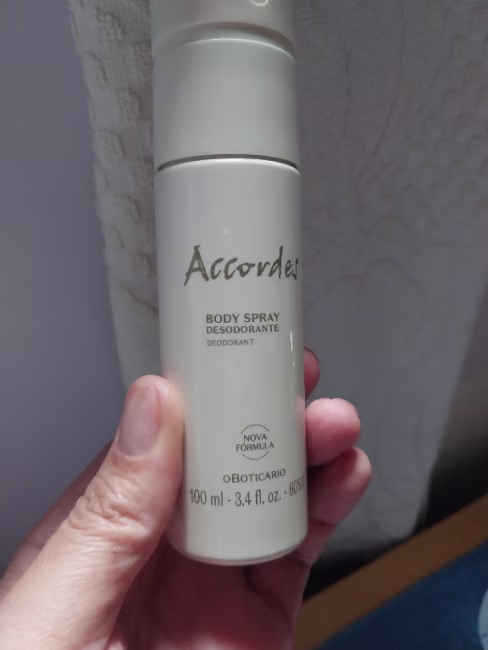 Accordes
BODY SPRAY
DESODORANTE
DEODORANT
NOVA
FÓRMULA
oBOTICÁRIO
100 ml - 3,4 fl. oz. -